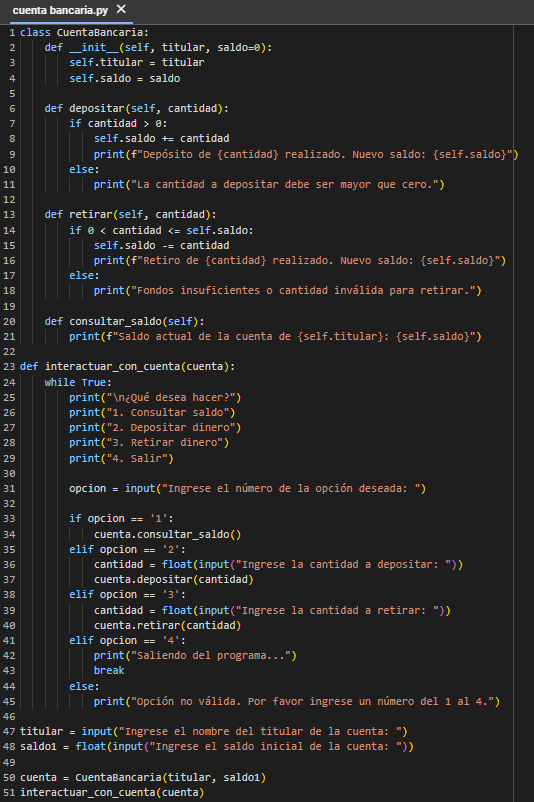 cuenta bancaria.py ✕
1 class CuentaBancaria:
2     def __init__(self, titular, saldo=0):
3         self.titular = titular
4         self.saldo = saldo
5
6     def depositar(self, cantidad):
7         if cantidad > 0:
8             self.saldo += cantidad
9             print(f"Depósito de {cantidad} realizado. Nuevo saldo: {self.saldo}")
10         else:
11             print("La cantidad a depositar debe ser mayor que cero.")
12
13     def retirar(self, cantidad):
14         if 0 < cantidad <= self.saldo:
15             self.saldo -= cantidad
16             print(f"Retiro de {cantidad} realizado. Nuevo saldo: {self.saldo}")
17         else:
18             print("Fondos insuficientes o cantidad inválida para retirar.")
19
20     def consultar_saldo(self):
21         print(f"Saldo actual de la cuenta de {self.titular}: {self.saldo}")
22
23 def interactuar_con_cuenta(cuenta):
24     while True:
25         print("\n¿Qué desea hacer?")
26         print("1. Consultar saldo")
27         print("2. Depositar dinero")
28         print("3. Retirar dinero")
29         print("4. Salir")
30
31         opcion = input("Ingrese el número de la opción deseada: ")
32
33         if opcion == '1':
34             cuenta.consultar_saldo()
35         elif opcion == '2':
36             cantidad = float(input("Ingrese la cantidad a depositar: "))
37             cuenta.depositar(cantidad)
38         elif opcion == '3':
39             cantidad = float(input("Ingrese la cantidad a retirar: "))
40             cuenta.retirar(cantidad)
41         elif opcion == '4':
42             print("Saliendo del programa...")
43             break
44         else:
45             print("Opción no válida. Por favor ingrese un número del 1 al 4.")
46
47 titular = input("Ingrese el nombre del titular de la cuenta: ")
48 saldo1 = float(input("Ingrese el saldo inicial de la cuenta: "))
49
50 cuenta = CuentaBancaria(titular, saldo1)
51 interactuar_con_cuenta(cuenta)